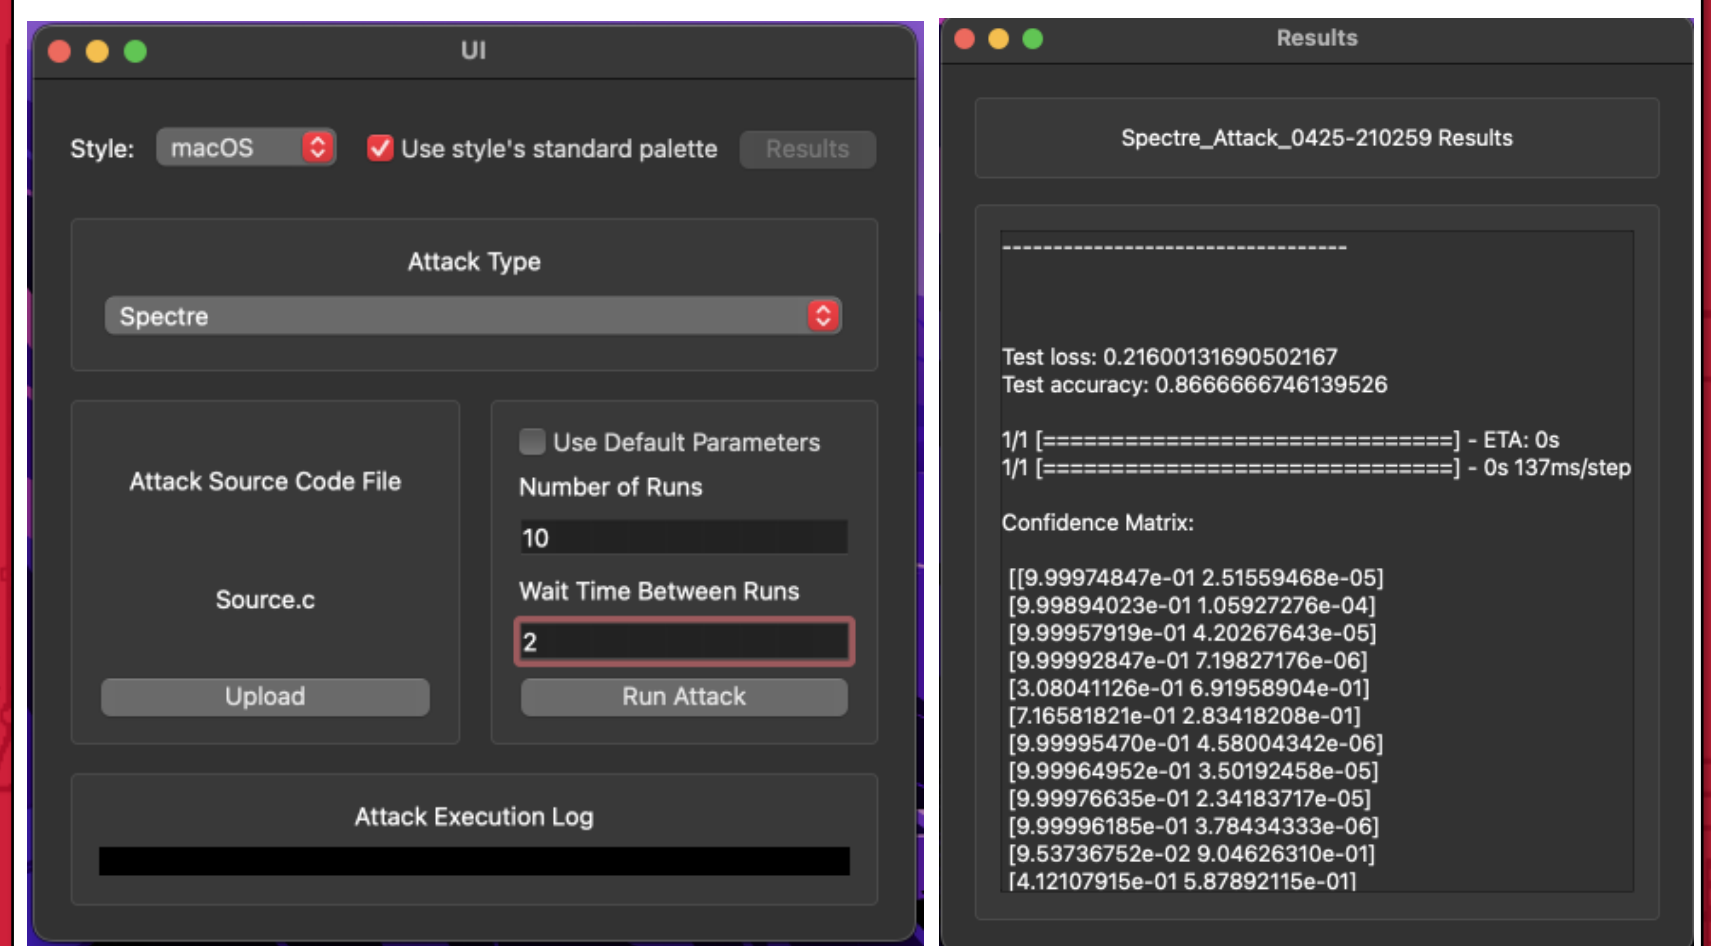 UI
Style:
macOS
Use style's standard palette
Results
Attack Type
Spectre
Attack Source Code File
Source.c
Upload
Use Default Parameters
Number of Runs
10
Wait Time Between Runs
2
Run Attack
Attack Execution Log
Results
Spectre_Attack_0425-210259 Results
----------------------------------
Test loss: 0.21600131690502167
Test accuracy: 0.8666666746139526
1/1 [==============================] - ETA: 0s
1/1 [==============================] - 0s 137ms/step
Confidence Matrix:
[[9.99974847e-01 2.51559468e-05]
[9.99894023e-01 1.05927276e-04]
[9.99957919e-01 4.20267643e-05]
[9.99992847e-01 7.19827176e-06]
[3.08041126e-01 6.91958904e-01]
[7.16581821e-01 2.83418208e-01]
[9.99995470e-01 4.58004342e-06]
[9.99964952e-01 3.50192458e-05]
[9.99976635e-01 2.34183717e-05]
[9.99996185e-01 3.78434333e-06]
[9.53736752e-02 9.04626310e-01]
[4.12107915e-01 5.87892115e-01]